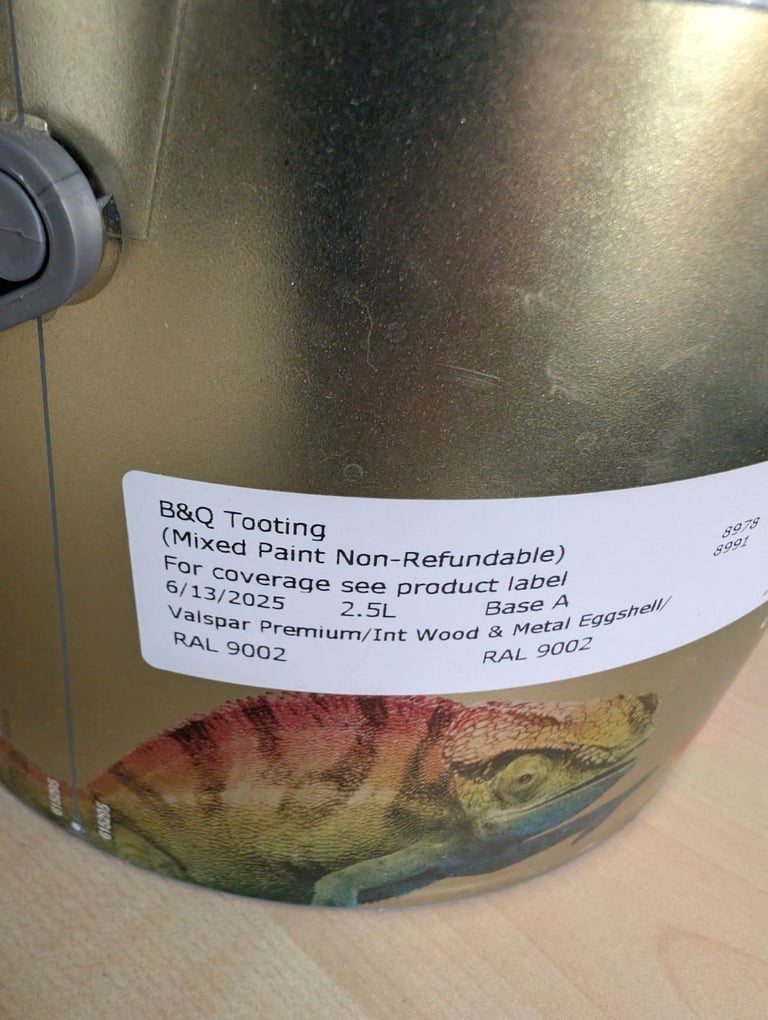 B&Q Tooting
(Mixed Paint Non-Refundable)
For coverage see product label
6/13/2025 2.5L Base A
Valspar Premium/Int Wood & Metal Eggshell/
RAL 9002 RAL 9002
8978
8991